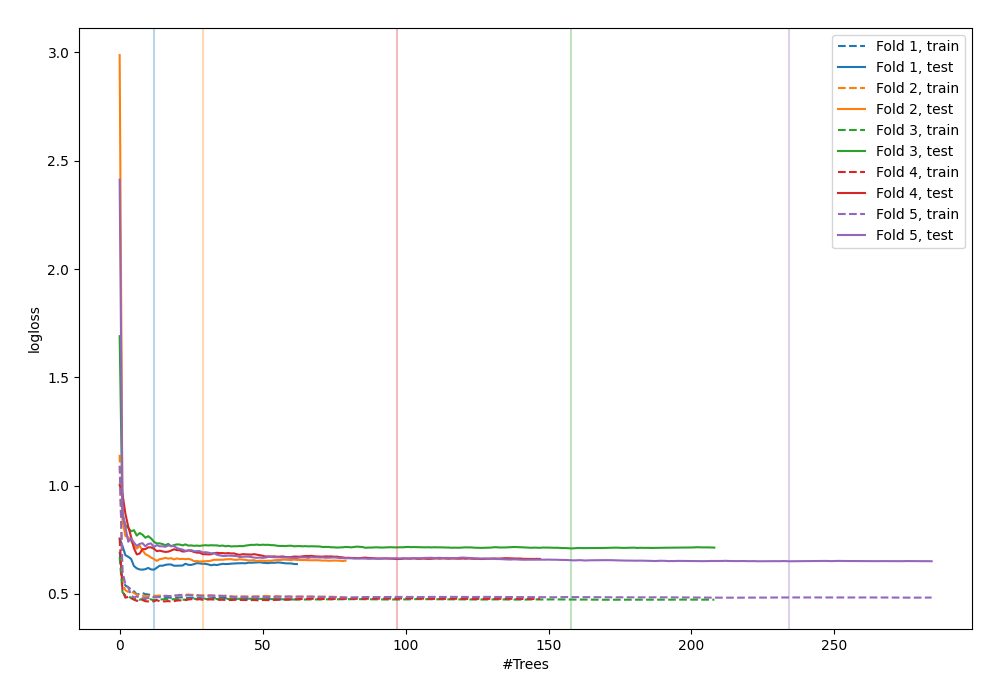 3.0
2.5
2.0
1.5
1.0
0.5
logloss
0
50
100
150
200
250
#Trees
Fold 1, train
Fold 1, test
Fold 2, train
Fold 2, test
Fold 3, train
Fold 3, test
Fold 4, train
Fold 4, test
Fold 5, train
Fold 5, test